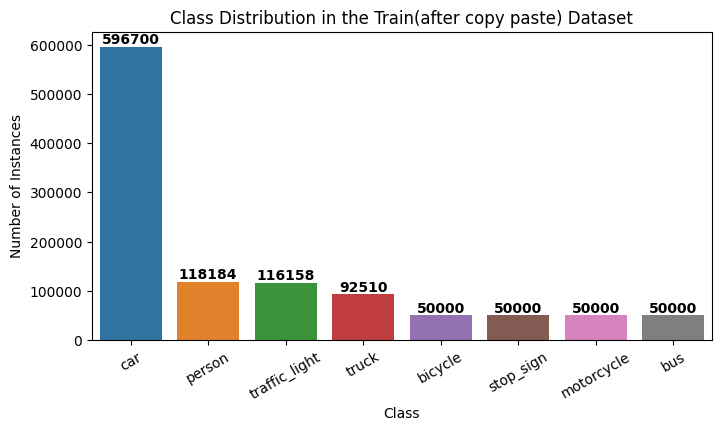 Class Distribution in the Train(after copy paste) Dataset
Number of Instances
600000
500000
400000
300000
200000
100000
0
596700
118184
116158
92510
50000
50000
50000
50000
car
person
traffic_light
truck
bicycle
stop_sign
motorcycle
bus
Class